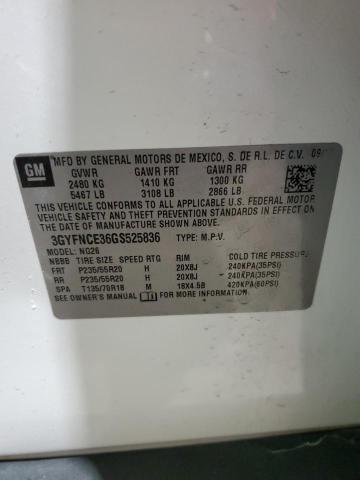 GM
MFD BY GENERAL MOTORS DE MEXICO, S. DE R.L. DE C.V. 09/
GVWR GAWR FRT GAWR RR
2480 KG 1410 KG 1300 KG
5467 LB 3108 LB 2866 LB
THIS VEHICLE CONFORMS TO ALL APPLICABLE U.S. FEDERAL MOTOR
VEHICLE SAFETY, BUMPER, AND THEFT PREVENTION STANDARDS IN
EFFECT ON THE DATE OF MANUFACTURE SHOWN ABOVE.
3GYFNCE36GS525836 TYPE: M.P.V.
MODEL: NG26
NBBB TIRE SIZE SPEED RTG RIM COLD TIRE PRESSURE
FRT P235/55R20 H 20X8J 240KPA(35PSI)
RR P235/55R20 H 20X8J 240KPA(35PSI)
SPA T135/70R18 M 18X4.5B 420KPA(60PSI)
SEE OWNER'S MANUAL FOR MORE INFORMATION.